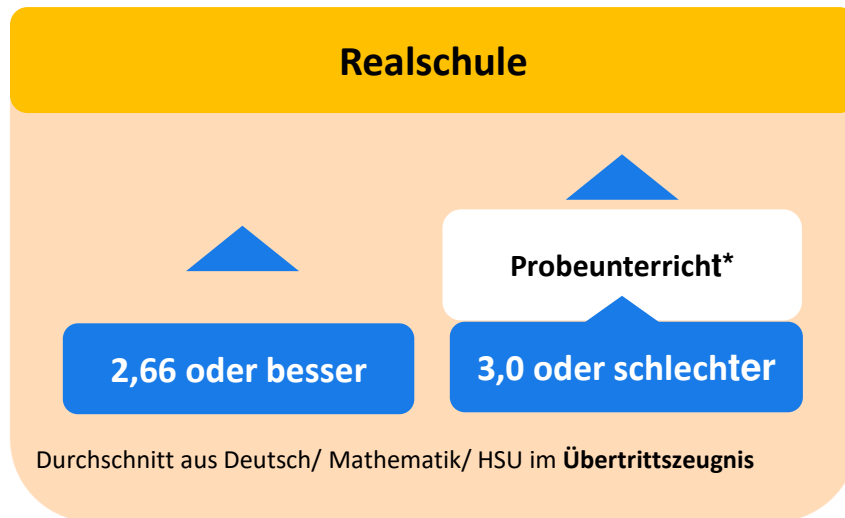 Realschule
Probeunterricht*
2,66 oder besser
3,0 oder schlechter
Durchschnitt aus Deutsch/ Mathematik/ HSU im Übertrittszeugnis